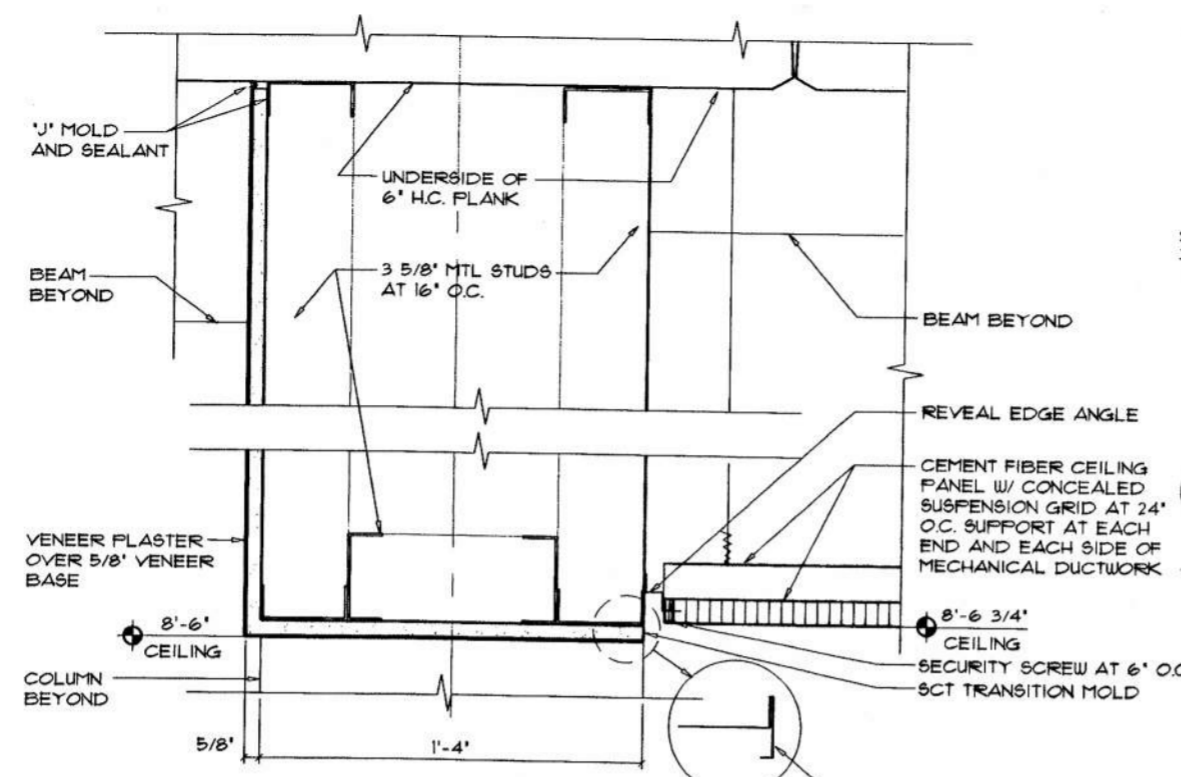 'J' MOLD
AND SEALANT
UNDERSIDE OF
6" H.C. PLANK
3 5/8" MTL STUDS
AT 16" O.C.
BEAM
BEYOND
BEAM BEYOND
REVEAL EDGE ANGLE
CEMENT FIBER CEILING
PANEL W/ CONCEALED
SUSPENSION GRID AT 24"
O.C. SUPPORT AT EACH
END AND EACH SIDE OF
MECHANICAL DUCTWORK
VENEER PLASTER
OVER 5/8" VENEER
BASE
8'-6"
CEILING
8'-6 3/4"
CEILING
SECURITY SCREW AT 6" O.C
SCT TRANSITION MOLD
COLUMN
BEYOND
5/8"
1'-4"